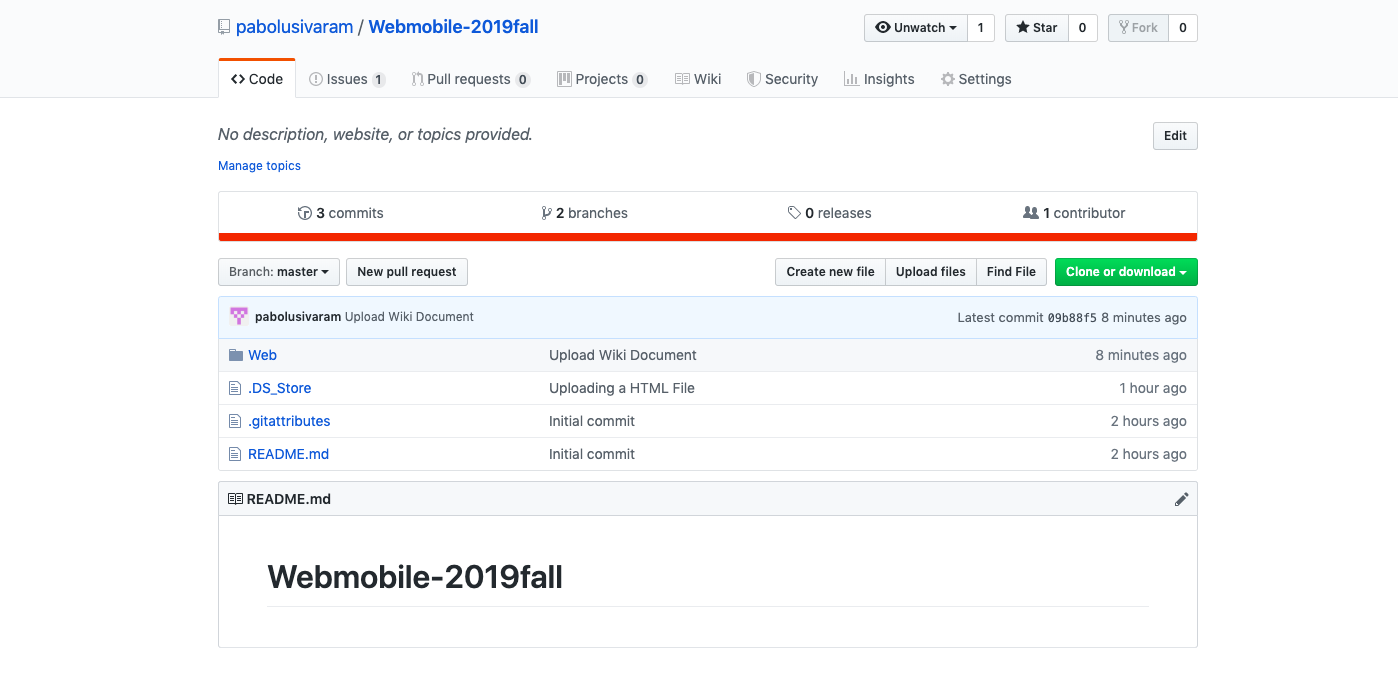 pabolusivaram / Webmobile-2019fall
Unwatch 1 Star 0 Fork 0
Code Issues 1 Pull requests 0 Projects 0 Wiki Security Insights Settings
No description, website, or topics provided. Edit
Manage topics
3 commits 2 branches 0 releases 1 contributor
Branch: master New pull request Create new file Upload files Find File Clone or download
pabolusivaram Upload Wiki Document Latest commit 09b88f5 8 minutes ago
Web Upload Wiki Document 8 minutes ago
.DS_Store Uploading a HTML File 1 hour ago
.gitattributes Initial commit 2 hours ago
README.md Initial commit 2 hours ago
README.md
Webmobile-2019fall